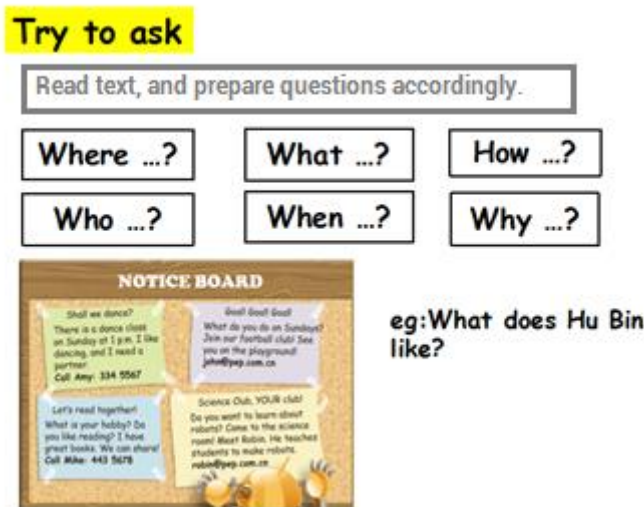 Try to ask
Read text, and prepare questions accordingly.
Where ...?
What ...?
How ...?
Who ...?
When ...?
Why ...?
NOTICE BOARD
Shall we dance?
There is a dance class
on Sunday at 1 p.m. I like
dancing, and I need a
partner.
Call Amy: 334 5567
Goal! Goal! Goal!
What do you do on Sundays?
Join our football club! See
you on the playground!
john@pep.com.cn
Let's read together!
What is your hobby? Do
you like reading? I have
great books. We can share!
Call Mike: 443 5678
Science Club, YOUR club!
Do you want to learn about
robots? Come to the science
room! Meet Robin. He teaches
students to make robots.
robin@pep.com.cn
eg:What does Hu Bin
like?